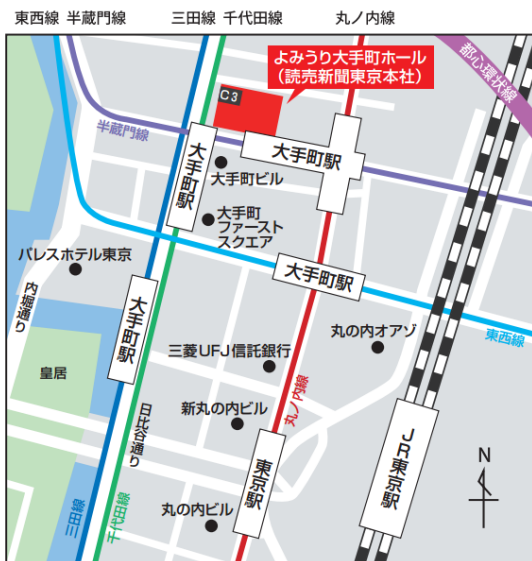 東西線 半蔵門線 三田線 千代田線 丸ノ内線
よみうり大手町ホール
（読売新聞東京本社）
都心環状線
C3
半蔵門線
大手町駅
大手町駅
大手町ビル
大手町
ファースト
スクエア
パレスホテル東京
大手町駅
内堀通り
大手町駅
東西線
丸の内オアゾ
三菱UFJ信託銀行
皇居
丸ノ内線
新丸の内ビル
日比谷通り
JR東京駅
東京駅
N
丸の内ビル
三田線
千代田線